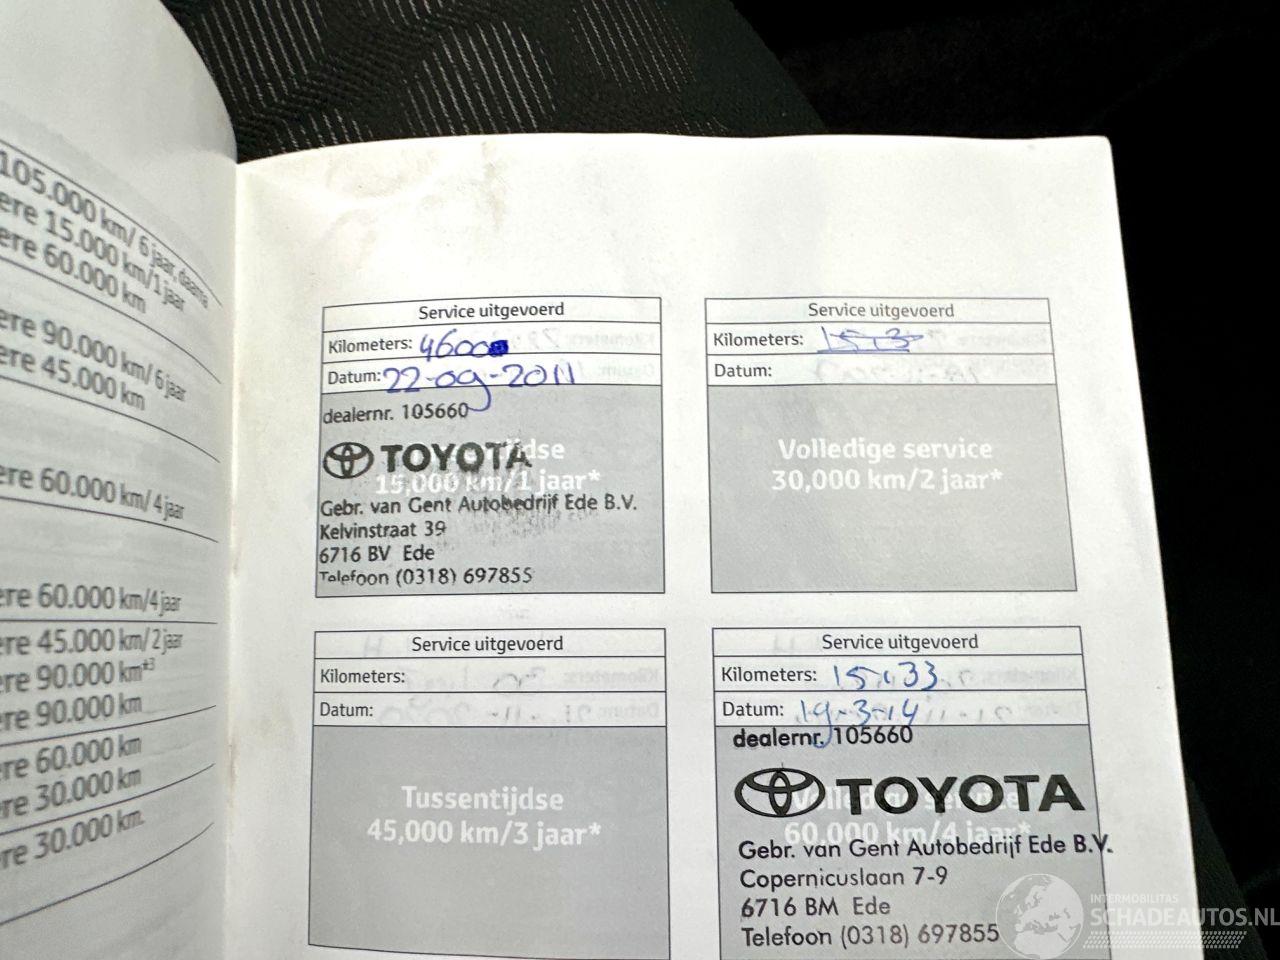 105.000 km/ 6 jaar, daarna
ere 15.000 km/1 jaar
ere 60.000 km
ere 90.000 km/ 6 jaar
ere 45.000 km
ere 60.000 km/ 4 jaar
ere 60.000 km/4 jaar
ere 45.000 km/ 2 jaar
ere 90.000 km±3
ere 90.000 km
ere 60.000 km
ere 30.000 km
ere 30.000 km.
Service uitgevoerd
Kilometers: 4600
Datum: 22-09-2011
dealernr. 105660
TOYOTA
15,000 km/1 jaar*
Gebr. van Gent Autobedrijf Ede B.V.
Kelvinstraat 39
6716 BV Ede
Telefoon (0318) 697855
Service uitgevoerd
Kilometers:
Datum:
Volledige service
30,000 km/2 jaar*
Service uitgevoerd
Kilometers:
Datum:
Tussentijdse
45,000 km/3 jaar*
Service uitgevoerd
Kilometers: 15.033
Datum: 19-3-14
dealernr. 105660
TOYOTA
60,000 km/4 jaar*
Gebr. van Gent Autobedrijf Ede B.V.
Copernicuslaan 7-9
6716 BM Ede
Telefoon (0318) 697855
INTERMOBILITAS
SCHADEAUTOS.NL